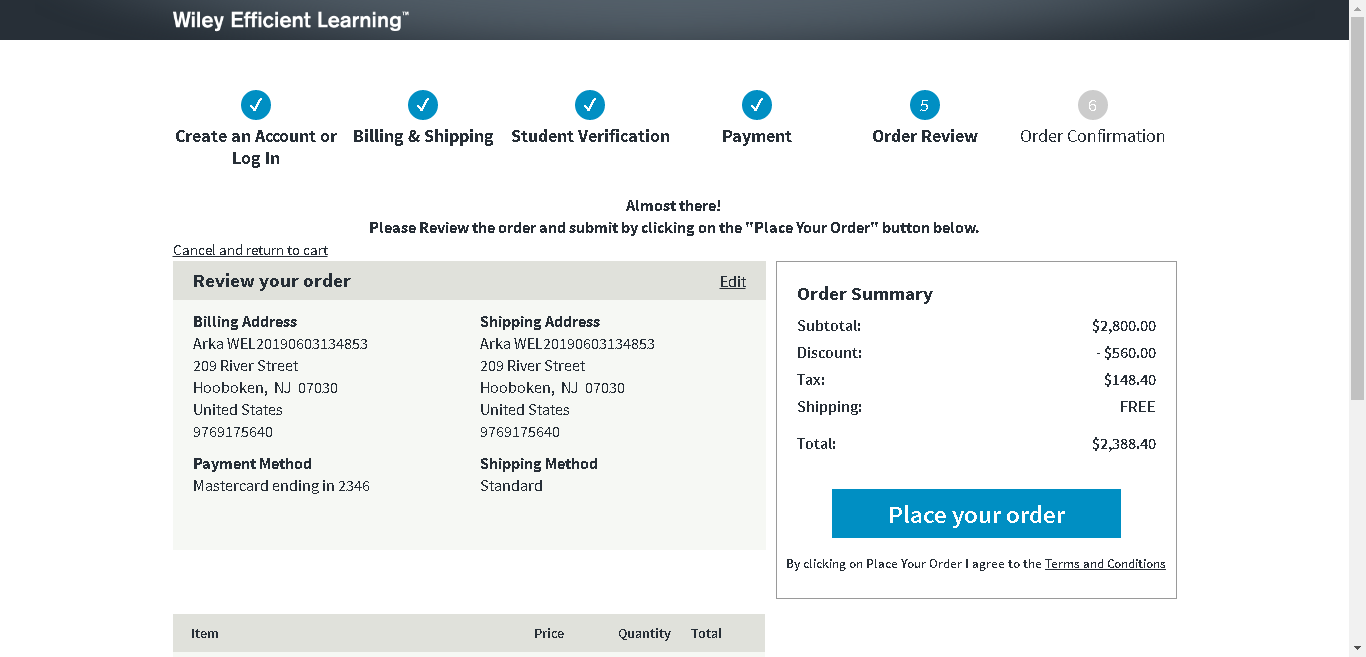 Wiley Efficient Learning™
Create an Account or
Log In
Billing & Shipping
Student Verification
Payment
5
Order Review
6
Order Confirmation
Almost there!
Please Review the order and submit by clicking on the "Place Your Order" button below.
Cancel and return to cart
Review your order
Edit
Billing Address
Arka WEL20190603134853
209 River Street
Hooboken, NJ 07030
United States
9769175640
Shipping Address
Arka WEL20190603134853
209 River Street
Hooboken, NJ 07030
United States
9769175640
Payment Method
Mastercard ending in 2346
Shipping Method
Standard
Order Summary
Subtotal: $2,800.00
Discount: - $560.00
Tax: $148.40
Shipping: FREE
Total: $2,388.40
Place your order
By clicking on Place Your Order I agree to the Terms and Conditions
Item Price Quantity Total